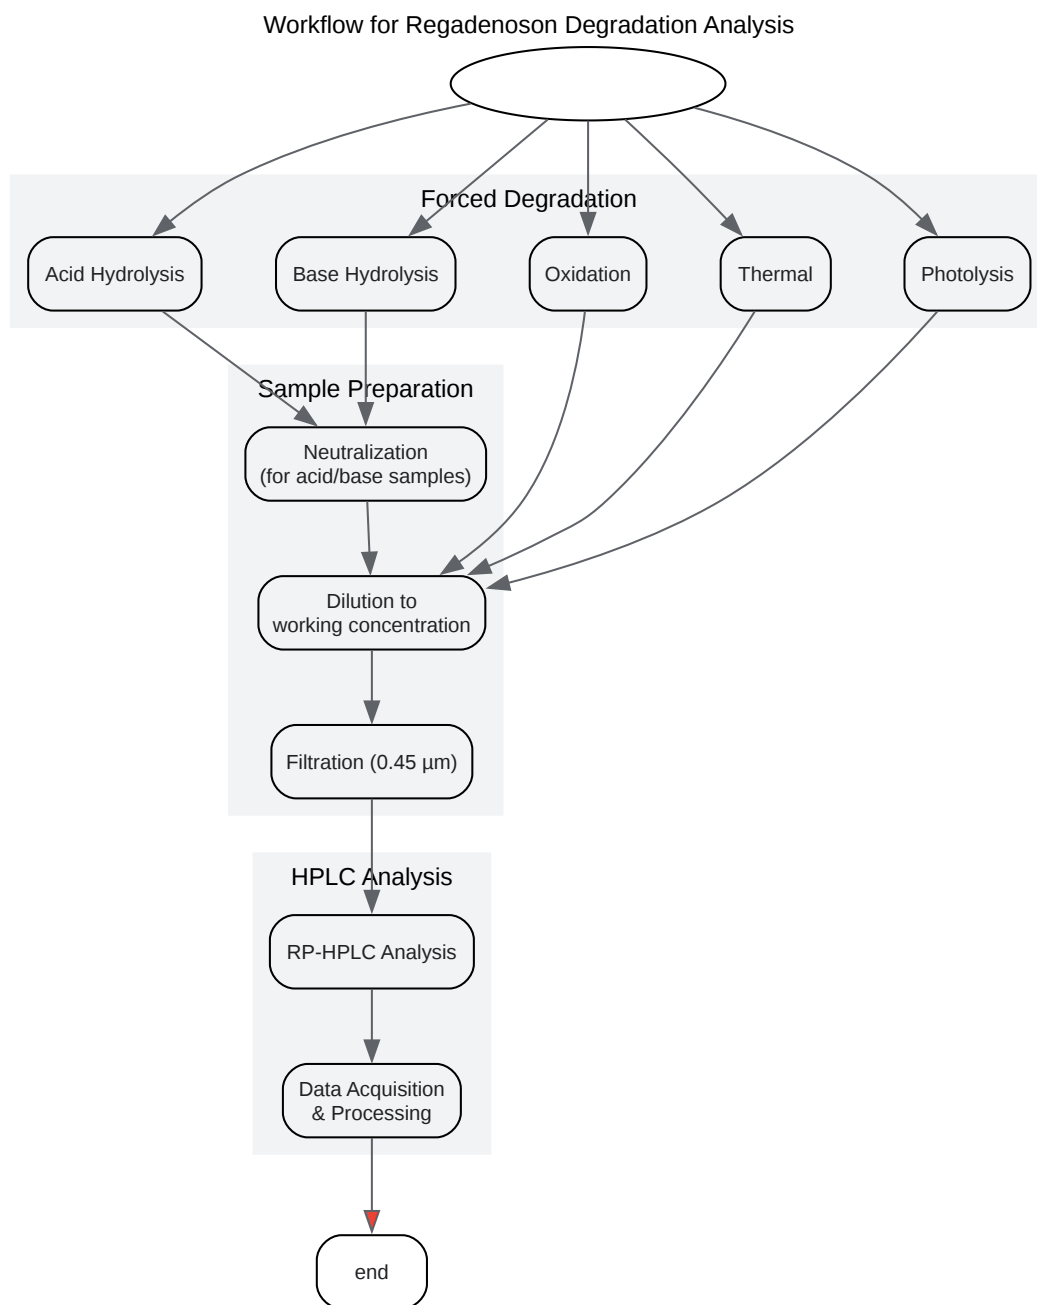 Workflow for Regadenoson Degradation Analysis
Forced Degradation
Acid Hydrolysis
Base Hydrolysis
Oxidation
Thermal
Photolysis
Sample Preparation
Neutralization
(for acid/base samples)
Dilution to
working concentration
Filtration (0.45 µm)
HPLC Analysis
RP-HPLC Analysis
Data Acquisition
& Processing
end